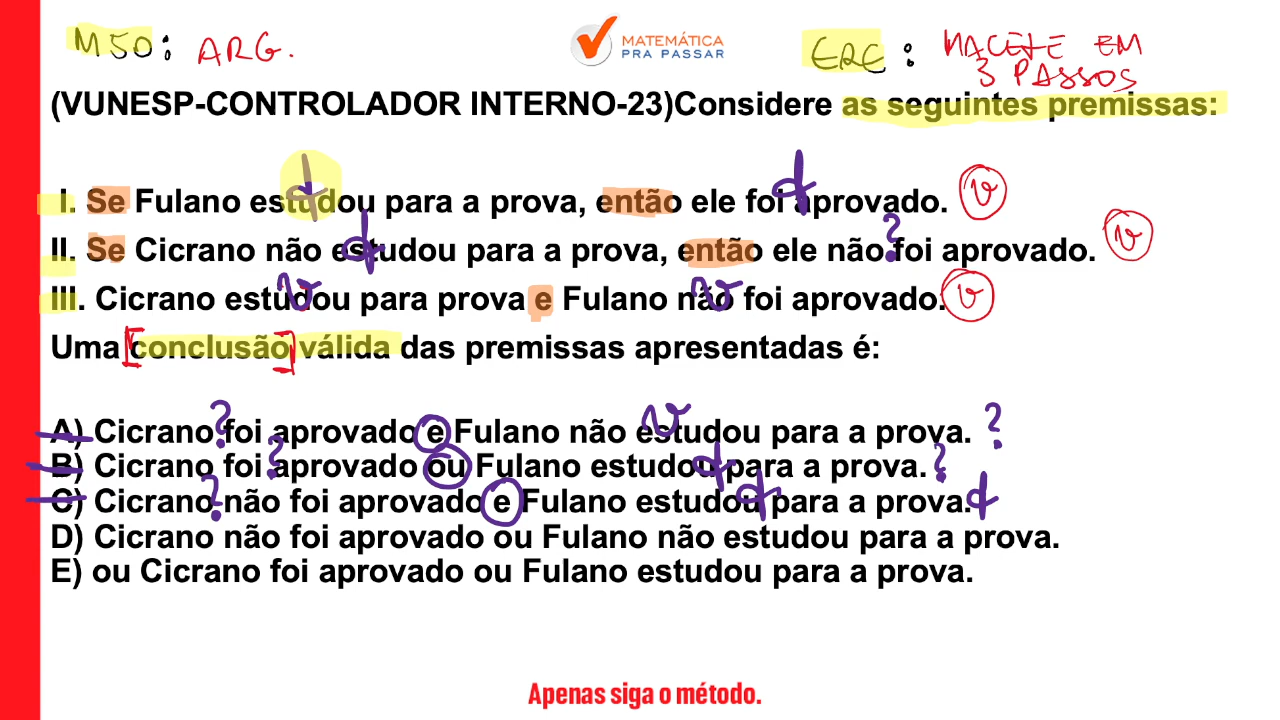 M50: ARG.
MATEMÁTICA
PRA PASSAR
CRC: MACETE EM
3 PASSOS
(VUNESP-CONTROLADOR INTERNO-23)Considere as seguintes premissas:
f f
I. Se Fulano estudou para a prova, então ele foi aprovado. v
f ?
II. Se Cicrano não estudou para a prova, então ele não foi aprovado. v
v v
III. Cicrano estudou para prova e Fulano não foi aprovado. v
Uma [conclusão] válida das premissas apresentadas é:
? v ?
A) Cicrano foi aprovado e Fulano não estudou para a prova.
? f ?
B) Cicrano foi aprovado ou Fulano estudou para a prova.
? f f
C) Cicrano não foi aprovado e Fulano estudou para a prova.
D) Cicrano não foi aprovado ou Fulano não estudou para a prova.
E) ou Cicrano foi aprovado ou Fulano estudou para a prova.
Apenas siga o método.